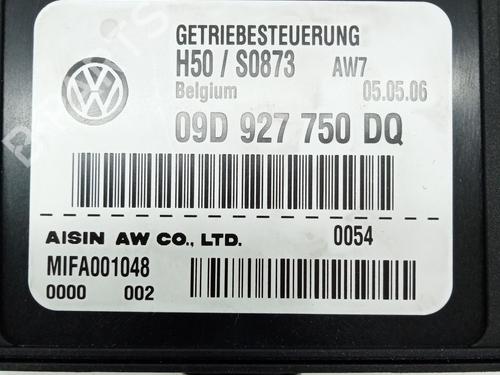 GETRIEBESTEUERUNG
H50 / S0873 AW7
Belgium 05.05.06
09D 927 750 DQ
AISIN AW CO., LTD. 0054
MIFA001048
0000 002